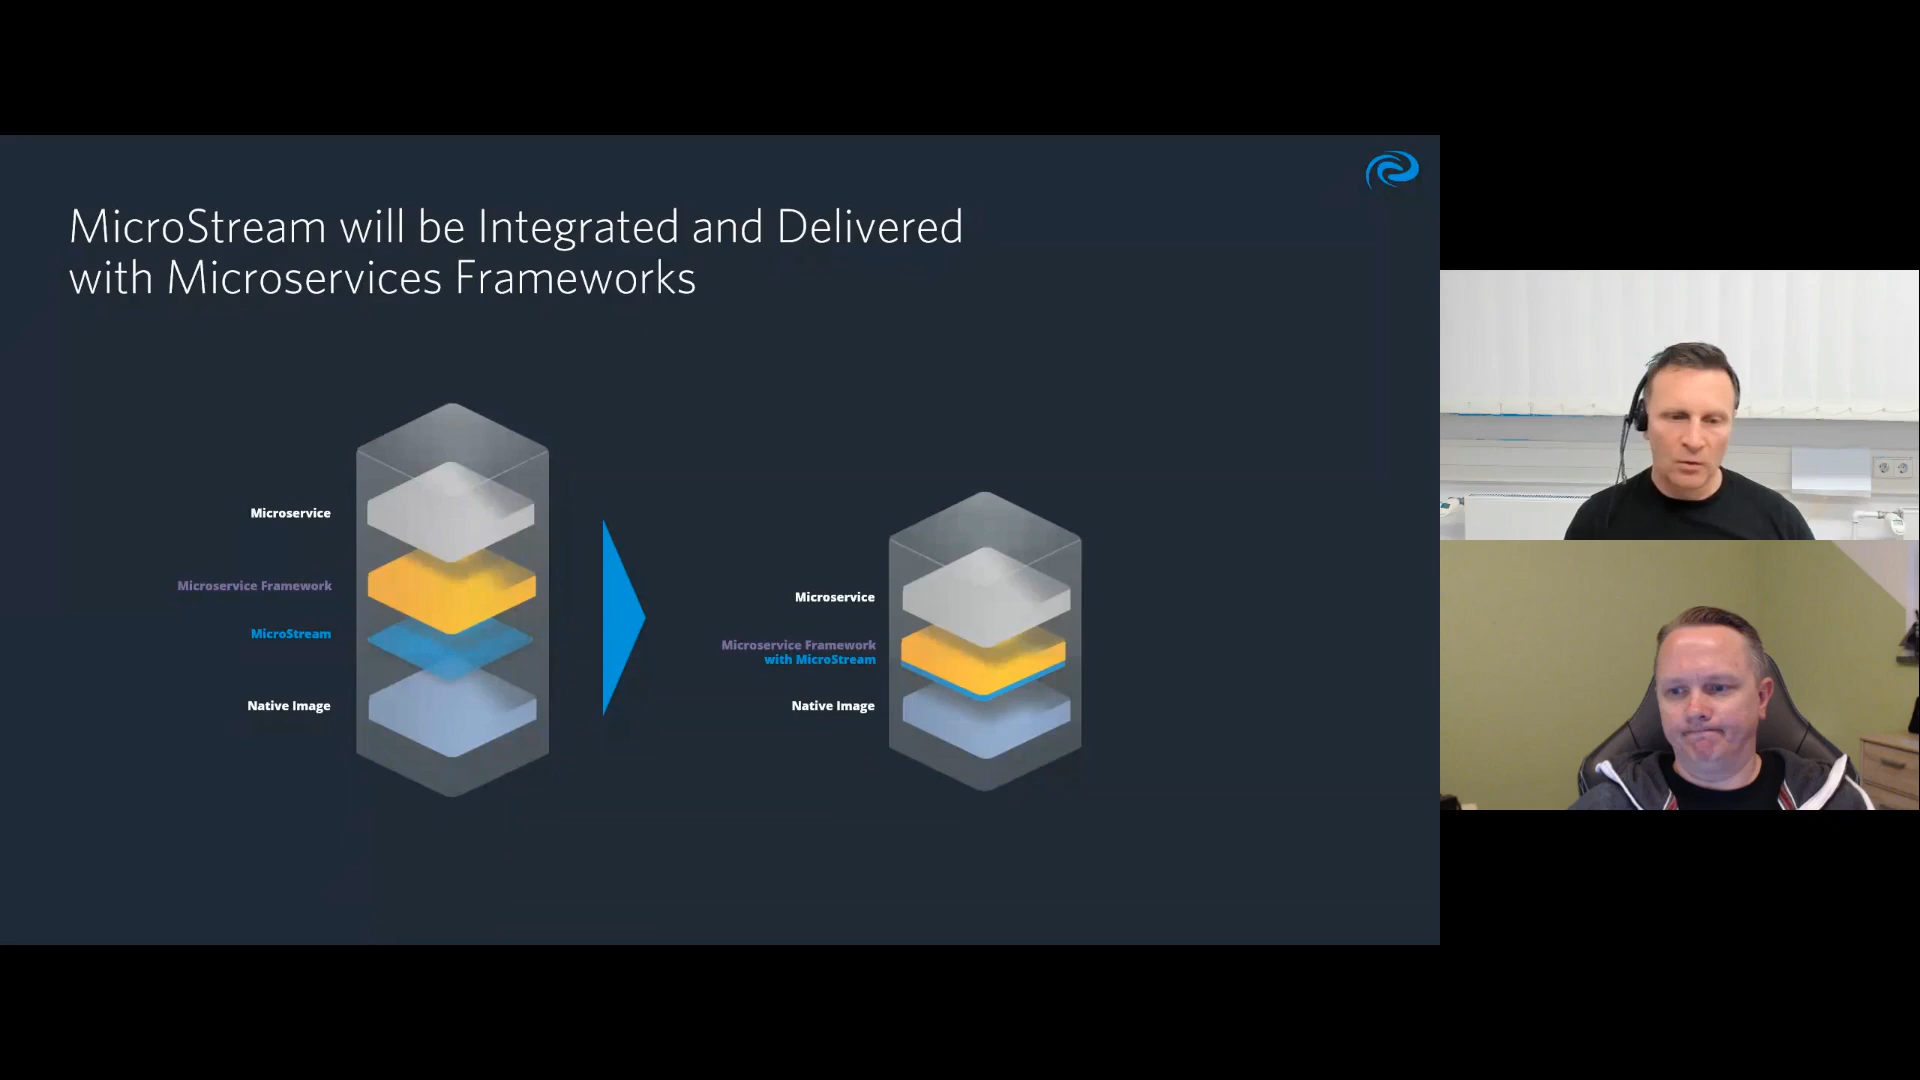 MicroStream will be Integrated and Delivered
with Microservices Frameworks
Microservice
Microservice Framework
MicroStream
Native Image
Microservice
Microservice Framework
with MicroStream
Native Image